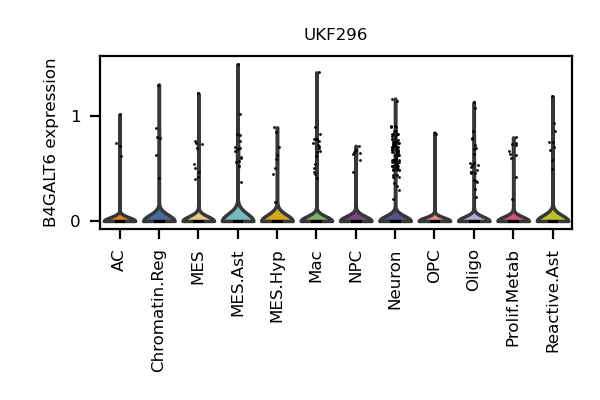 UKF296
B4GALT6 expression
1
0
AC
Chromatin.Reg
MES
MES.Ast
MES.Hyp
Mac
NPC
Neuron
OPC
Oligo
Prolif.Metab
Reactive.Ast